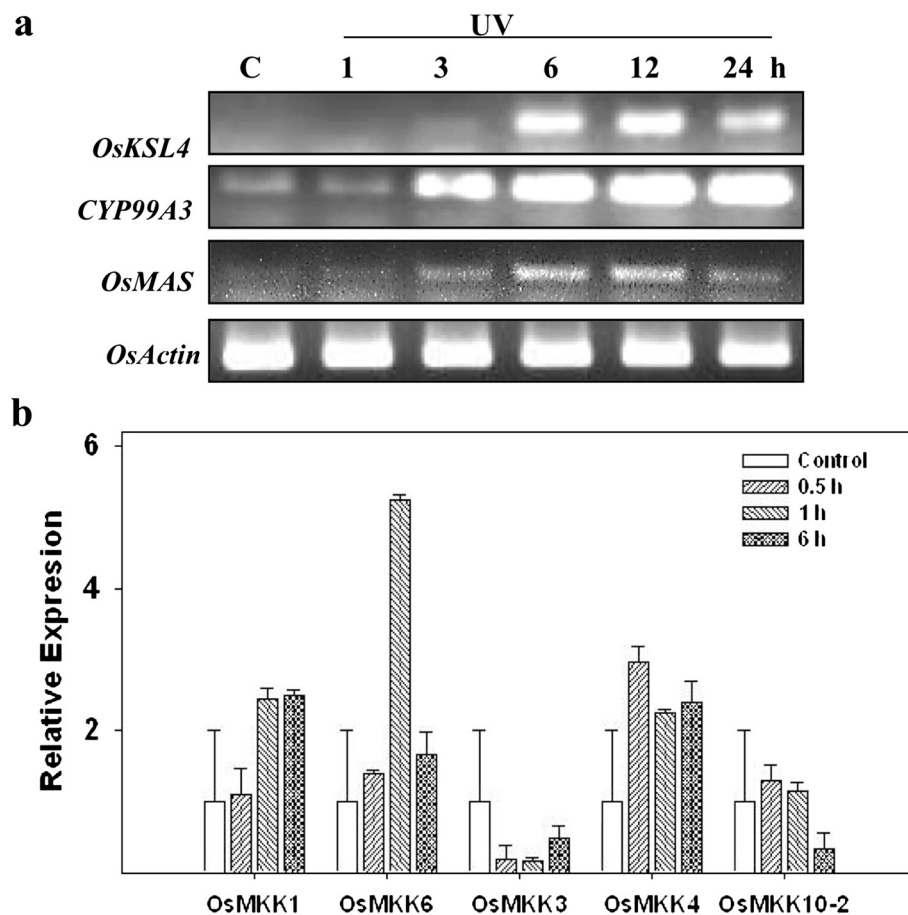 a
UV
C 1 3 6 12 24 h
OsKSL4
CYP99A3
OsMAS
OsActin
b
6
4
2
Relative Expresion
Control
0.5 h
1 h
6 h
OsMKK1 OsMKK6 OsMKK3 OsMKK4 OsMKK10-2